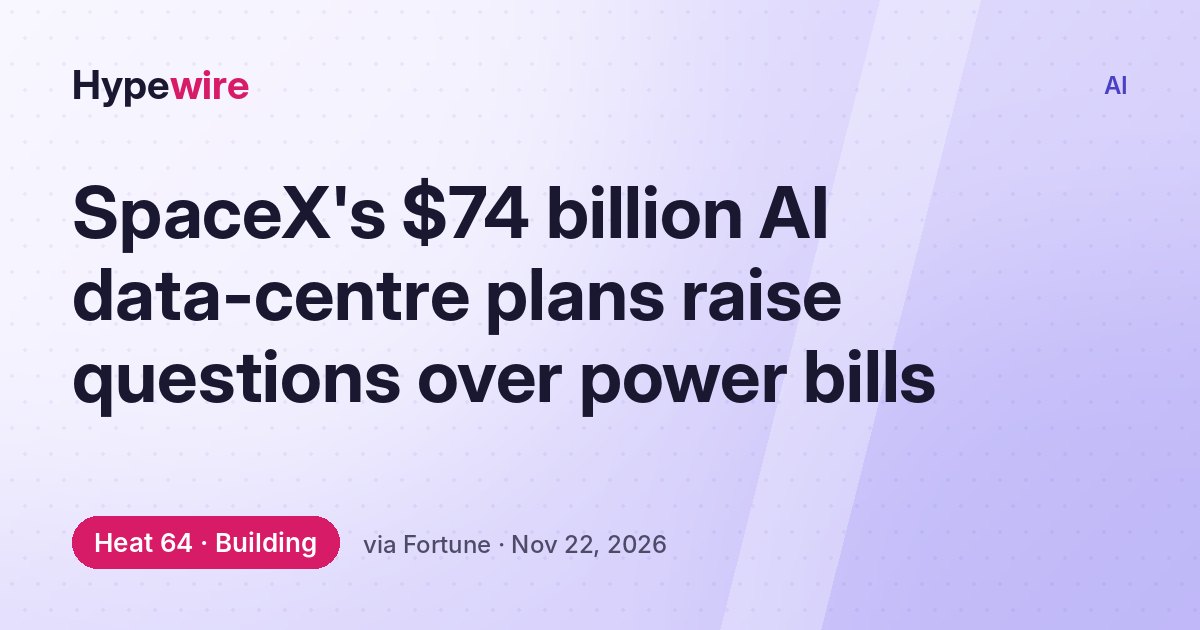 Hypewire
AI
SpaceX's $74 billion AI
data-centre plans raise
questions over power bills
Heat 64 · Building
via Fortune · Nov 22, 2026